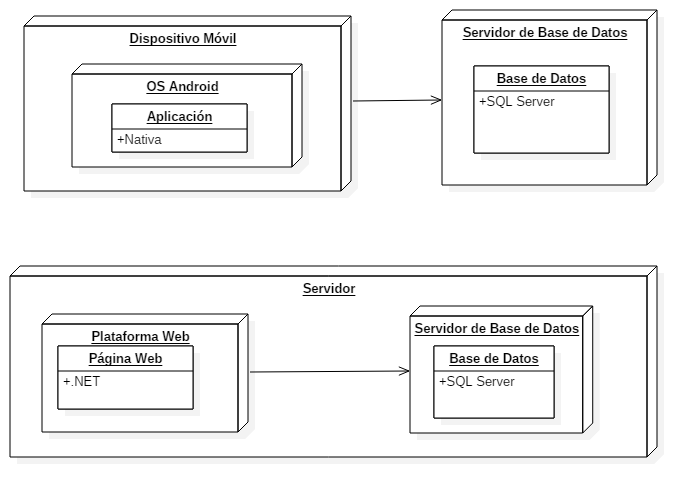 Dispositivo Móvil
OS Android
Aplicación
+Nativa
Servidor de Base de Datos
Base de Datos
+SQL Server
Servidor
Plataforma Web
Página Web
+.NET
Servidor de Base de Datos
Base de Datos
+SQL Server